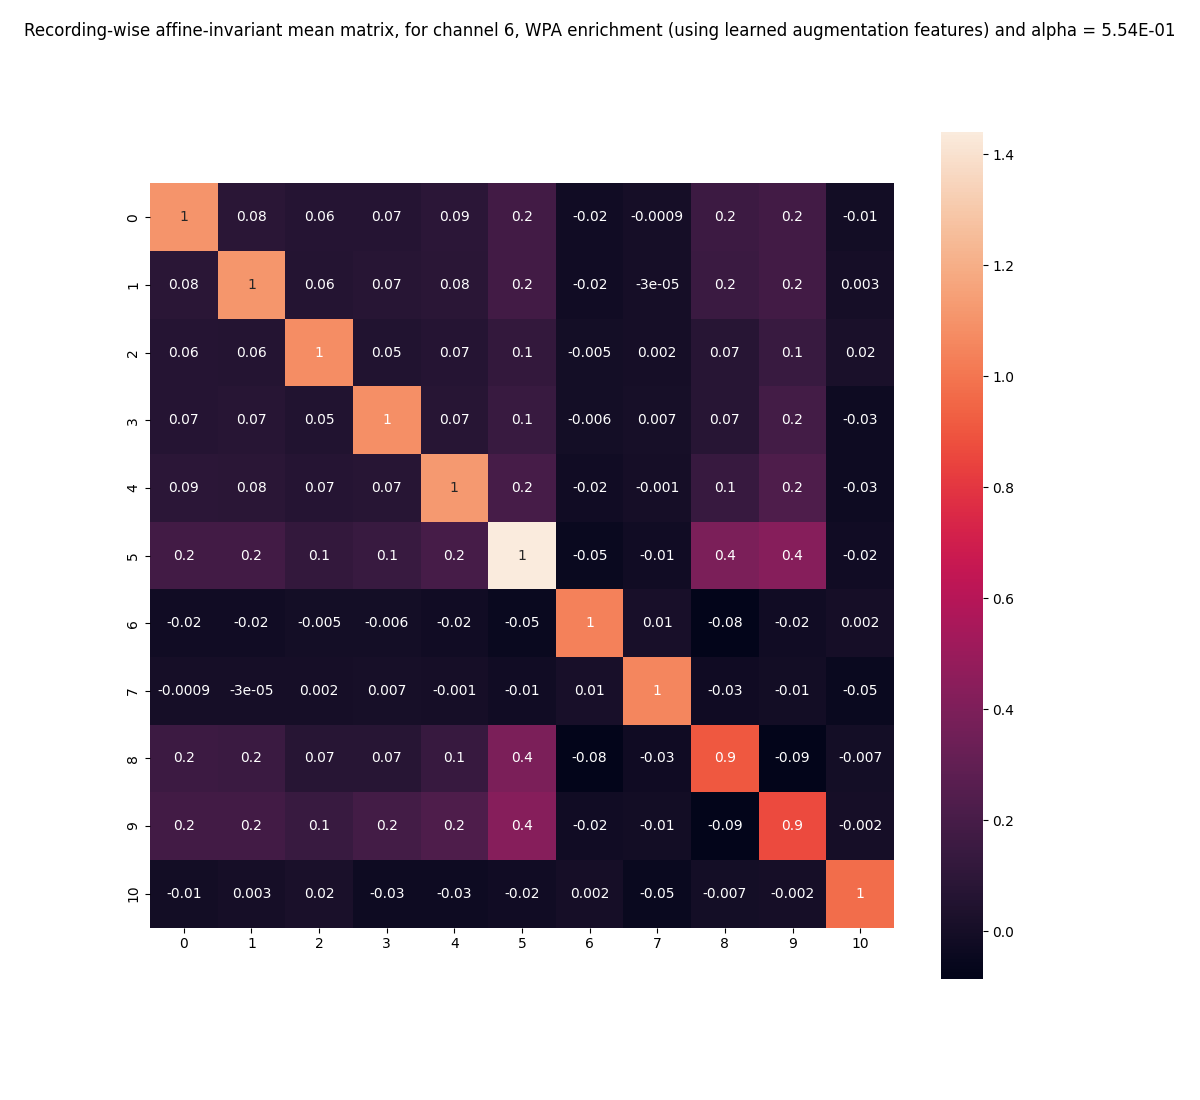 Recording-wise affine-invariant mean matrix, for channel 6, WPA enrichment (using learned augmentation features) and alpha = 5.54E-01
1.4
0 1 0.08 0.06 0.07 0.09 0.2 -0.02 -0.0009 0.2 0.2 -0.01
1.2
1 0.08 1 0.06 0.07 0.08 0.2 -0.02 -3e-05 0.2 0.2 0.003
2 0.06 0.06 1 0.05 0.07 0.1 -0.005 0.002 0.07 0.1 0.02
1.0
3 0.07 0.07 0.05 1 0.07 0.1 -0.006 0.007 0.07 0.2 -0.03
4 0.09 0.08 0.07 0.07 1 0.2 -0.02 -0.001 0.1 0.2 -0.03
0.8
5 0.2 0.2 0.1 0.1 0.2 1 -0.05 -0.01 0.4 0.4 -0.02
0.6
6 -0.02 -0.02 -0.005 -0.006 -0.02 -0.05 1 0.01 -0.08 -0.02 0.002
7 -0.0009 -3e-05 0.002 0.007 -0.001 -0.01 0.01 1 -0.03 -0.01 -0.05
0.4
8 0.2 0.2 0.07 0.07 0.1 0.4 -0.08 -0.03 0.9 -0.09 -0.007
9 0.2 0.2 0.1 0.2 0.2 0.4 -0.02 -0.01 -0.09 0.9 -0.002
0.2
10 -0.01 0.003 0.02 -0.03 -0.03 -0.02 0.002 -0.05 -0.007 -0.002 1
0.0
0 1 2 3 4 5 6 7 8 9 10